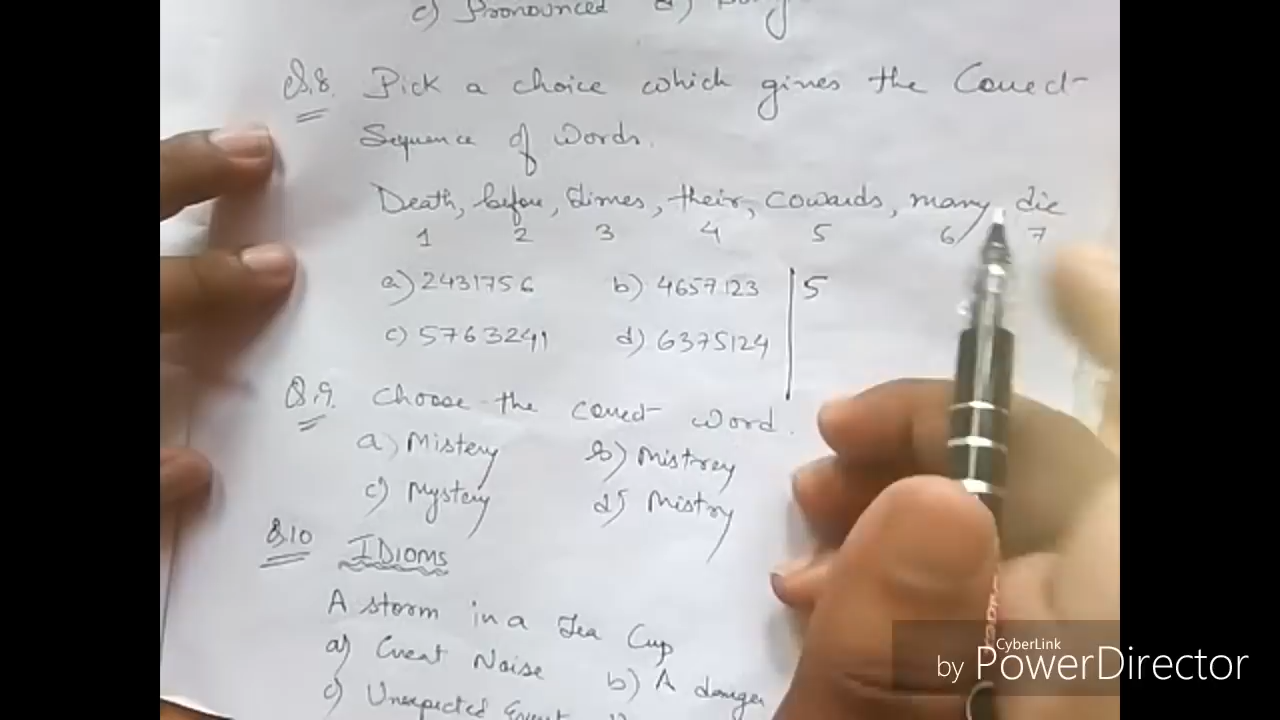 c) Pronounced d)
Q.8. Pick a choice which gives the Correct
Sequence of Words.
Death, before, times, their, cowards, many, die
1 2 3 4 5 6 7
a) 2431756 b) 4657123 5
c) 5763241 d) 6375124
Q.9. Choose the correct word.
a) Mistery b) Mistrey
c) Mystery d) Mistry
Q.10 IDIOMS
A storm in a Tea Cup
a) Great Noise b) A danger
c) Unexpected Event
CyberLink
by PowerDirector